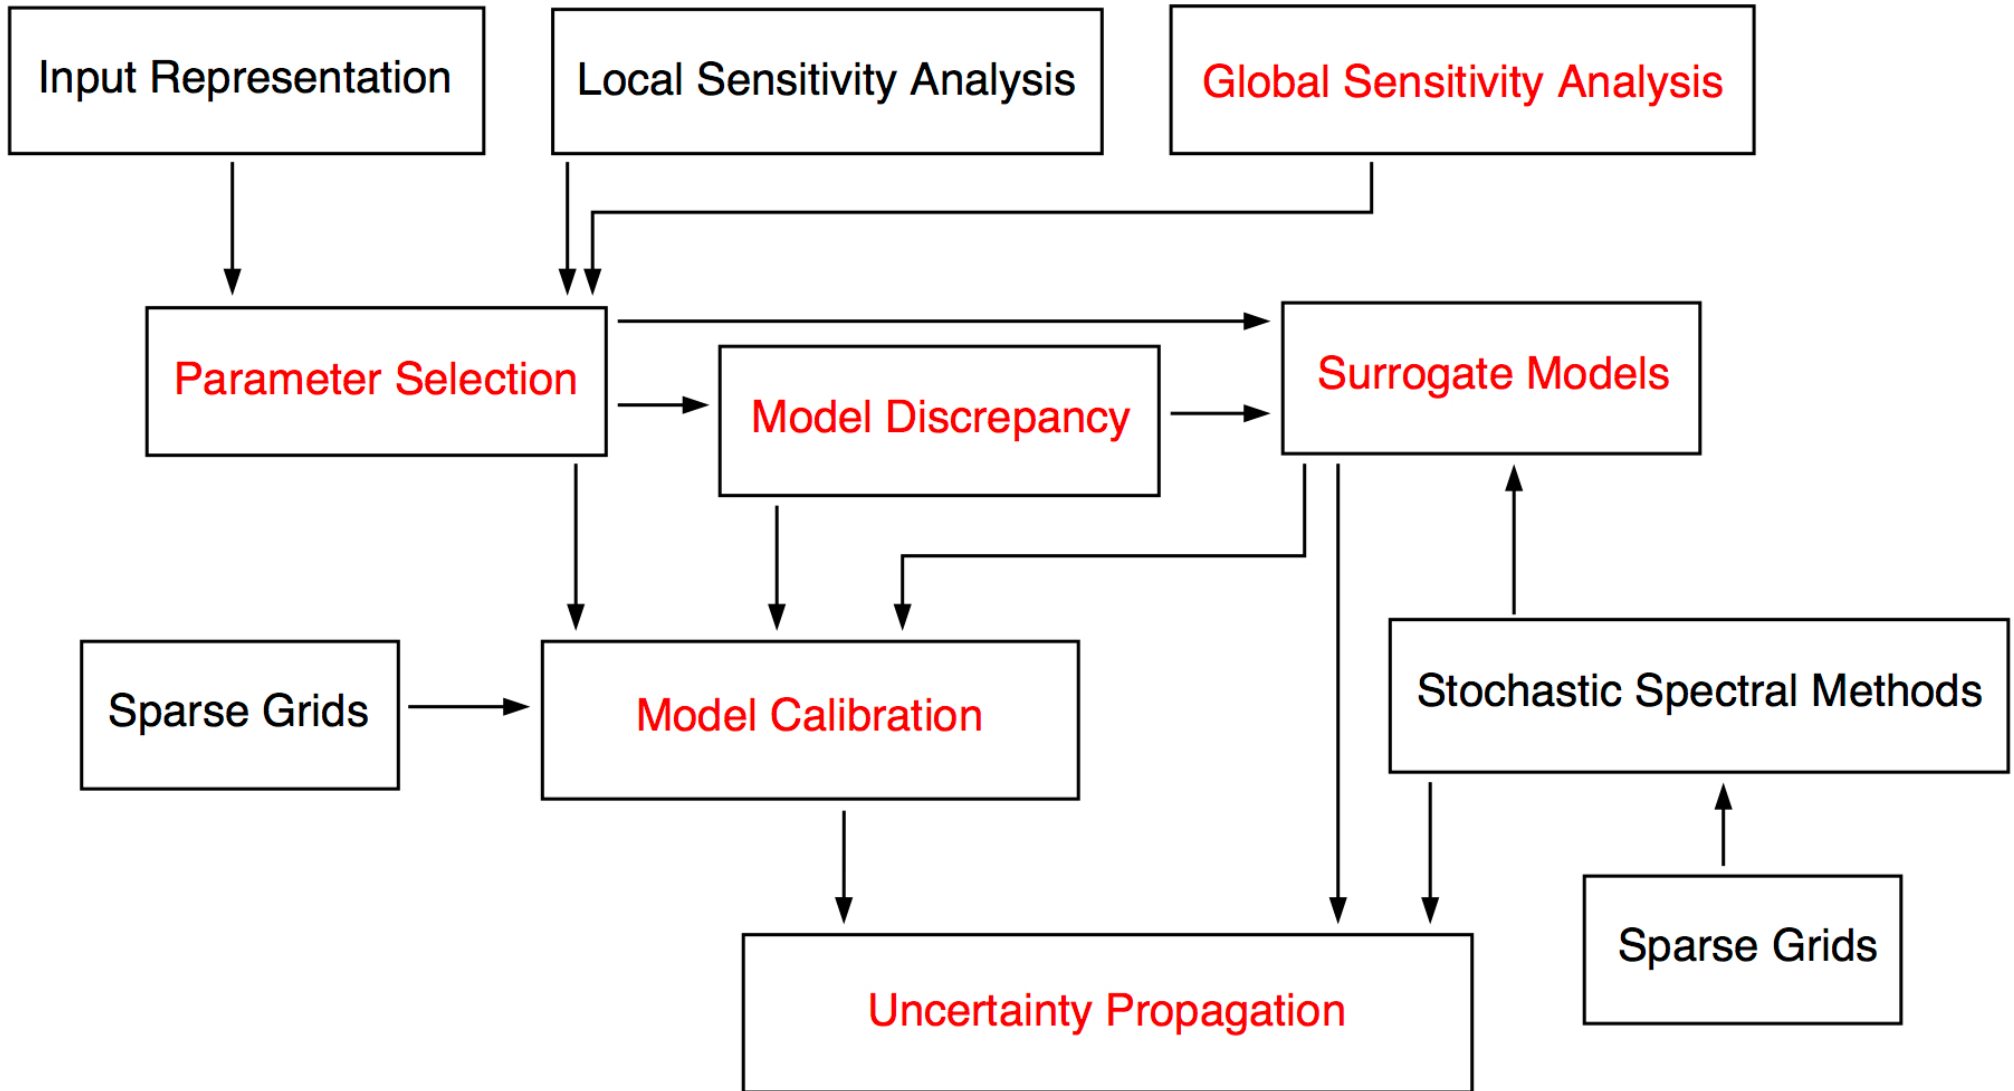 Input Representation
Local Sensitivity Analysis
Global Sensitivity Analysis
Parameter Selection
Model Discrepancy
Surrogate Models
Sparse Grids
Model Calibration
Stochastic Spectral Methods
Sparse Grids
Uncertainty Propagation